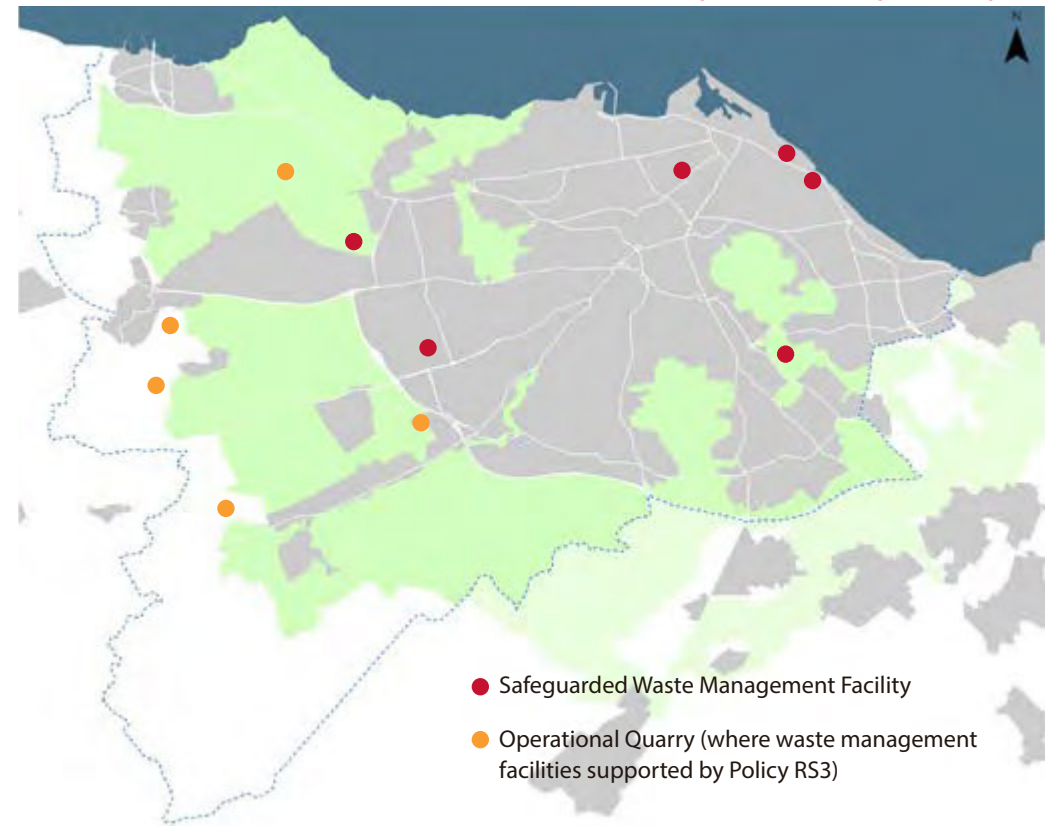 N
Safeguarded Waste Management Facility
Operational Quarry (where waste management
facilities supported by Policy RS3)